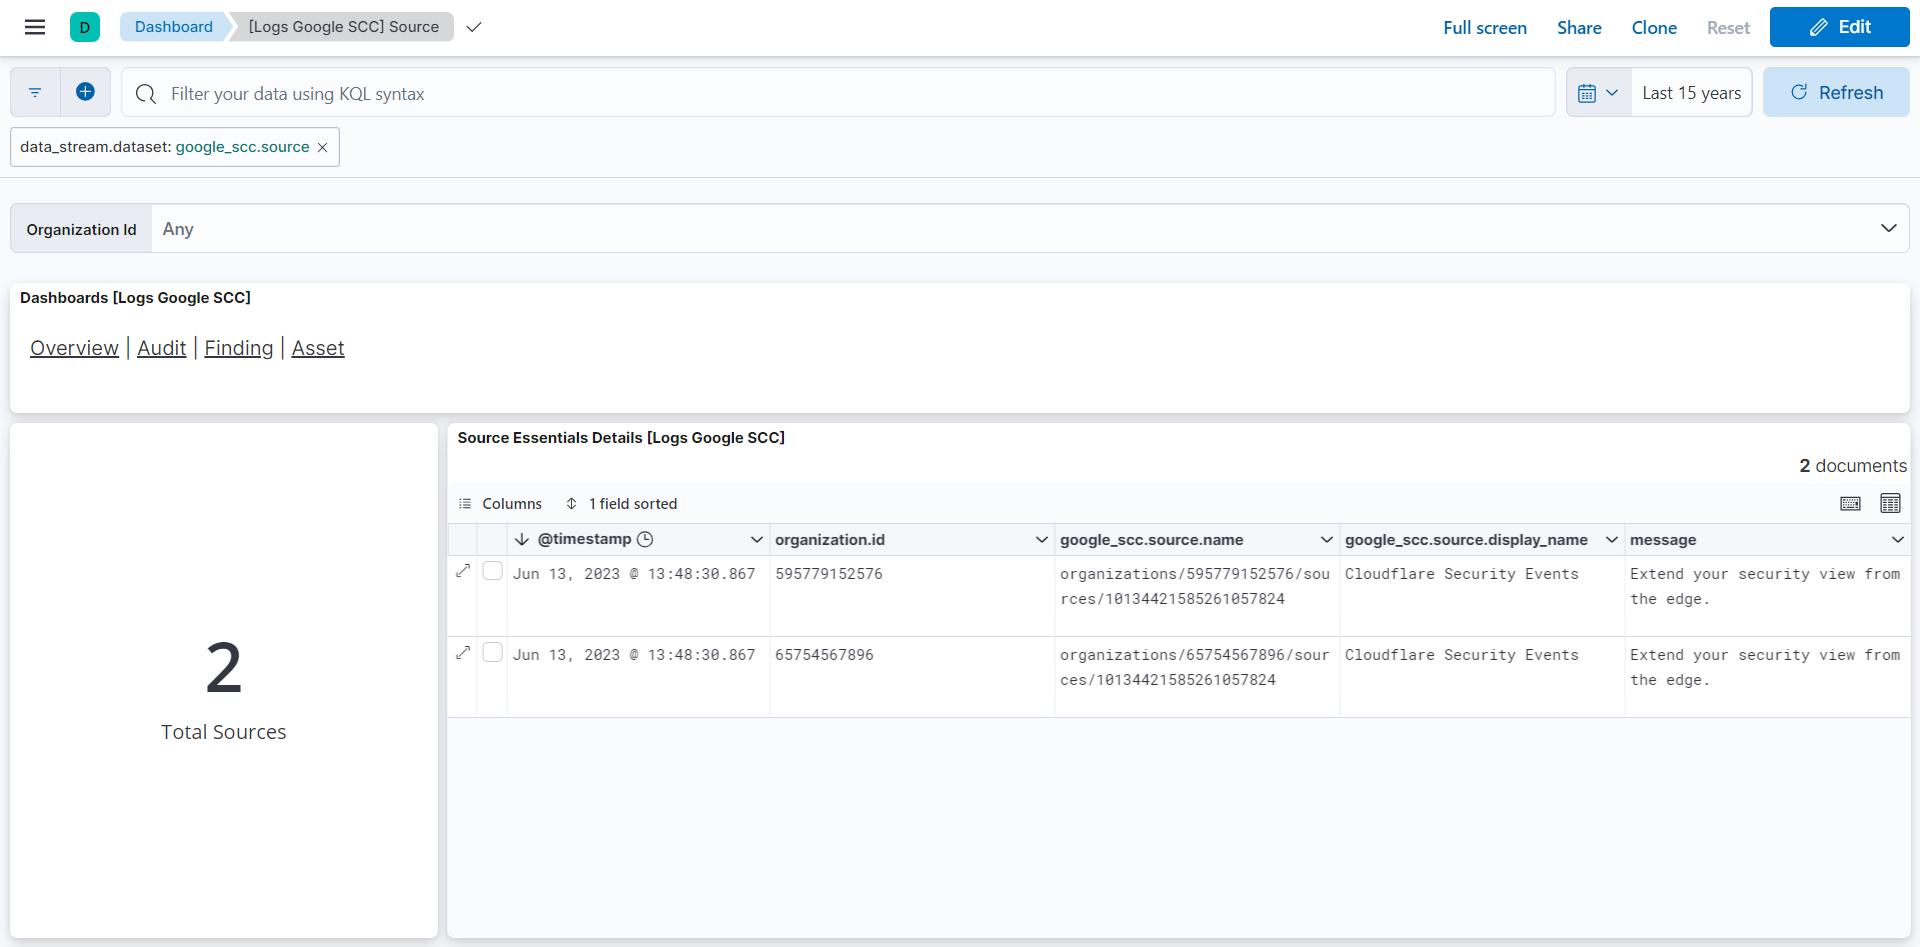 D Dashboard [Logs Google SCC] Source Full screen Share Clone Reset Edit
Filter your data using KQL syntax Last 15 years Refresh
data_stream.dataset: google_scc.source
Organization Id Any
Dashboards [Logs Google SCC]
Overview | Audit | Finding | Asset
2
Total Sources
Source Essentials Details [Logs Google SCC]
2 documents
Columns 1 field sorted
@timestamp organization.id google_scc.source.name google_scc.source.display_name message
Jun 13, 2023 @ 13:48:30.867 595779152576 organizations/595779152576/sou Cloudflare Security Events Extend your security view from
rces/10134421585261057824 the edge.
Jun 13, 2023 @ 13:48:30.867 65754567896 organizations/65754567896/sour Cloudflare Security Events Extend your security view from
ces/10134421585261057824 the edge.